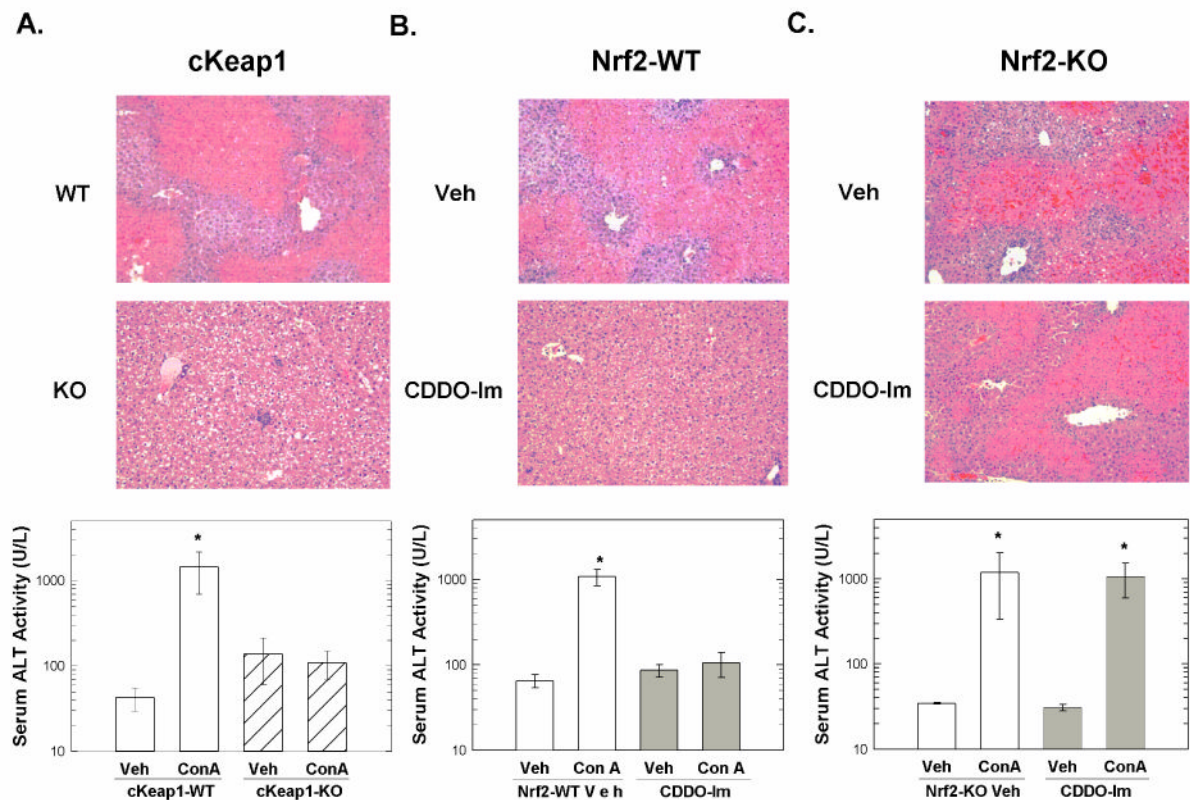 A.
cKeap1
WT
KO
Serum ALT Activity (U/L)
1000
100
10
*
Veh ConA Veh ConA
cKeap1-WT cKeap1-KO
B.
Nrf2-WT
Veh
CDDO-Im
Serum ALT Activity (U/L)
1000
100
10
*
Veh Con A Veh Con A
Nrf2-WT V e h CDDO-Im
C.
Nrf2-KO
Veh
CDDO-Im
Serum ALT Activity (U/L)
1000
100
10
* *
Veh ConA Veh ConA
Nrf2-KO Veh CDDO-Im